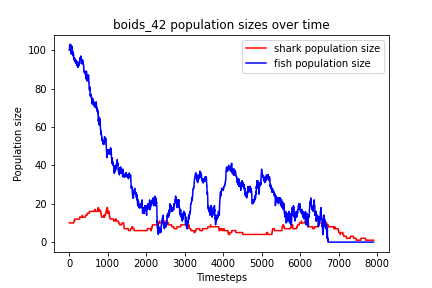 boids_42 population sizes over time
shark population size
fish population size
Population size
100
80
60
40
20
0
0 1000 2000 3000 4000 5000 6000 7000 8000
Timesteps